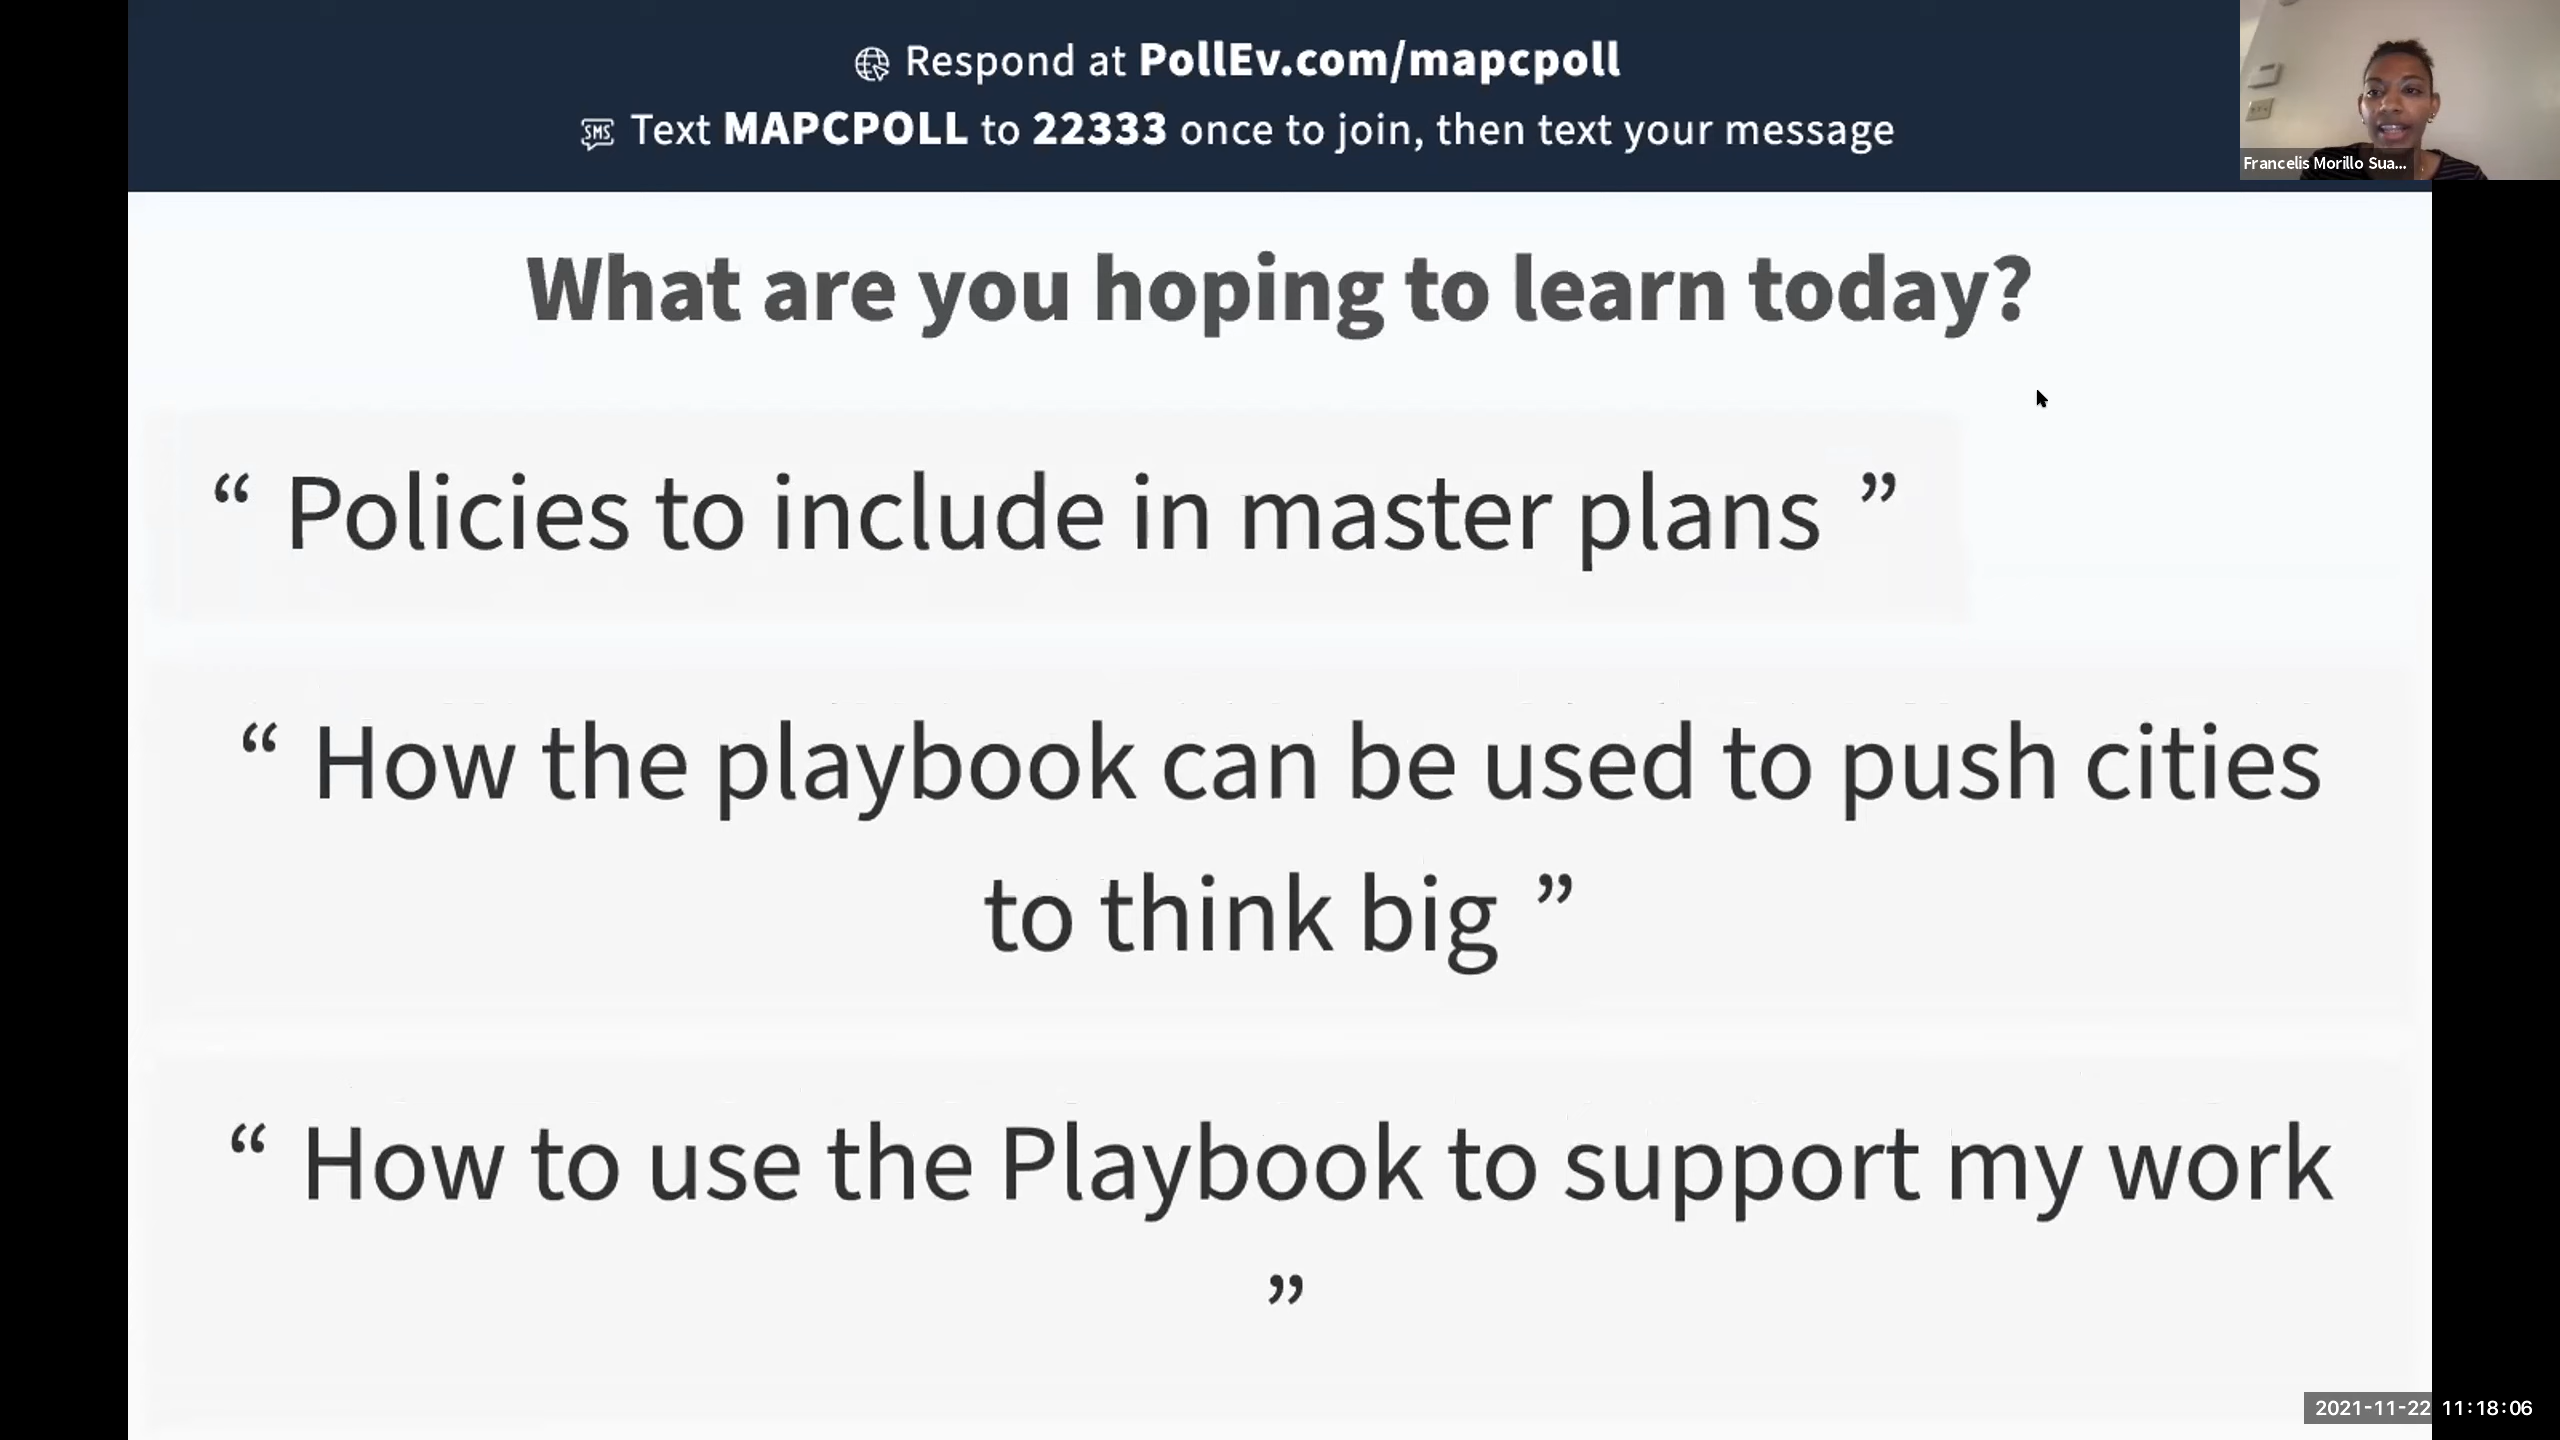 Respond at PollEv.com/mapcpoll
SMS Text MAPCPOLL to 22333 once to join, then text your message
Francelis Morillo Sua...
What are you hoping to learn today?
“ Policies to include in master plans ”
“ How the playbook can be used to push cities
to think big ”
“ How to use the Playbook to support my work
”
2021-11-22 11:18:06